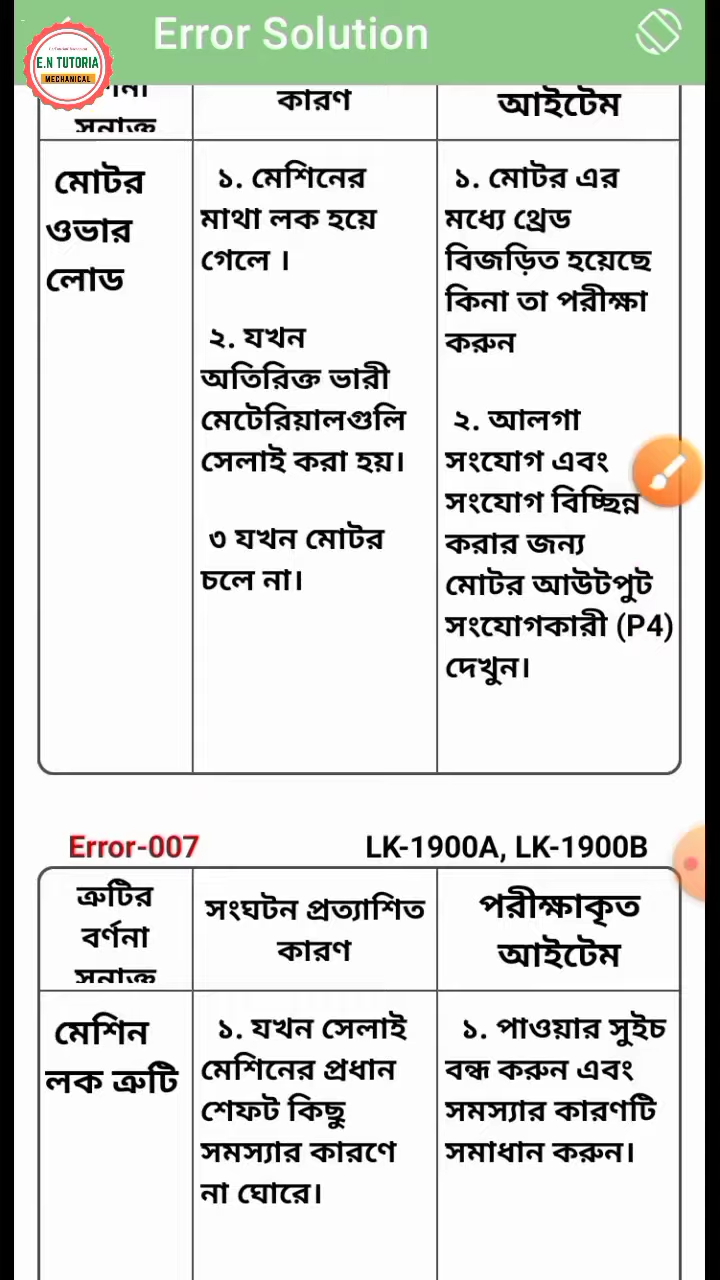 Error Solution
E.N TUTORIA
MECHANICAL
কারণ
আইটেম
মোটর
ওভার
লোড
১. মেশিনের
মাথা লক হয়ে
গেলে ।
২. যখন
অতিরিক্ত ভারী
মেটেরিয়ালগুলি
সেলাই করা হয়।
৩ যখন মোটর
চলে না।
১. মোটর এর
মধ্যে থ্রেড
বিজড়িত হয়েছে
কিনা তা পরীক্ষা
করুন
২. আলগা
সংযোগ এবং
সংযোগ বিচ্ছিন্ন
করার জন্য
মোটর আউটপুট
সংযোগকারী (P4)
দেখুন।
Error-007
LK-1900A, LK-1900B
ত্রুটির
বর্ণনা
সনাক্ত
সংঘটন প্রত্যাশিত
কারণ
পরীক্ষাকৃত
আইটেম
মেশিন
লক ত্রুটি
১. যখন সেলাই
মেশিনের প্রধান
শেফট কিছু
সমস্যার কারণে
না ঘোরে।
১. পাওয়ার সুইচ
বন্ধ করুন এবং
সমস্যার কারণটি
সমাধান করুন।